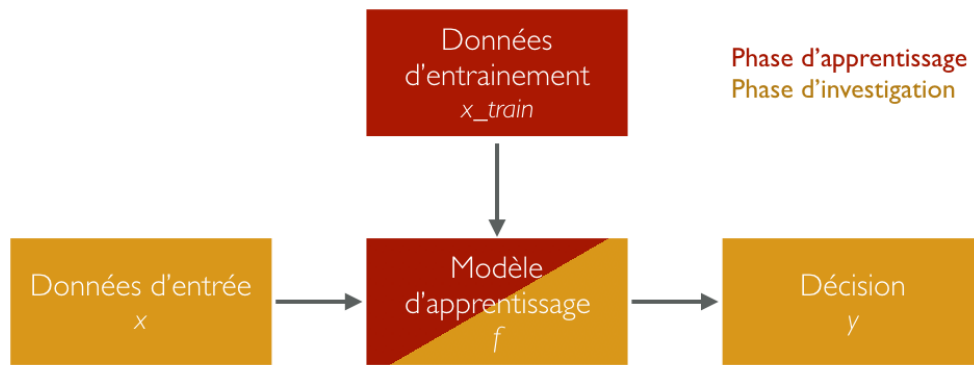 Données
d'entrainement
x_train
Phase d'apprentissage
Phase d'investigation
Données d'entrée
x
Modèle
d'apprentissage
f
Décision
y